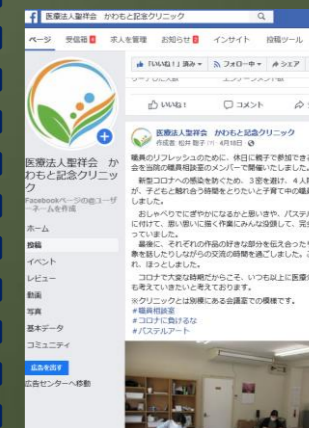 医療法人聖祥会 かわもと記念クリニック
ページ 受信箱 求人を管理 お知らせ インサイト 投稿ツール
「いいね！」済み フォロー中 シェア
いいね！ コメント
医療法人聖祥会 かわもと記念クリニック
作成者: 松井 聡子 4月18日
職員のリフレッシュのために、休日に親子で参加でき
会を当院の職員相談室のメンバーで開催いたしました。
新型コロナへの感染を防ぐため、３密を避け、４人
が、子どもと触れ合う時間をとりたいと子育て中の職員
しました。
おしゃべりでにぎやかになるかと思いきや、パステル
に付けて、思い思いに描く作業にみんな没頭して、完
っていました。
最後に、それぞれの作品の好きな部分を伝え合ったり
象を話したりしながらの交流の時間を過ごしました。
れ、ほっとしました。
コロナで大変な時期だからこそ、いつも以上に医療
も考えていきたいと考えております。
※クリニックとは別棟にある会議室での模様です。
#職員相談室
#コロナに負けるな
#パステルアート
医療法人聖祥会 か
わもと記念クリニッ
ク
Facebookページの他ユーザ
ーネームを作成
ホーム
投稿
イベント
レビュー
動画
写真
基本データ
コミュニティ
広告を出す
広告センターへ移動